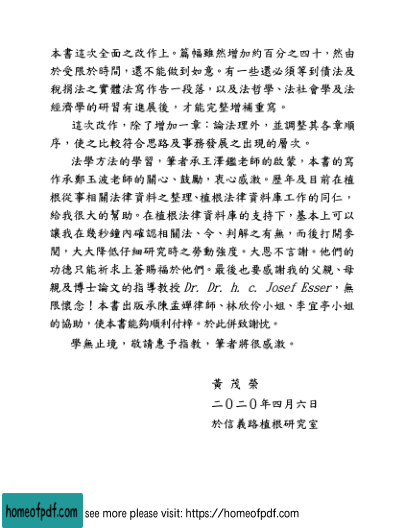 本書這次全面之改作上。篇幅雖然增加約百分之四十,然由
於受限於時間,還不能做到如意。有一些還必須等到債法及
稅捐法之實體法寫作告一段落,以及法哲學、法社會學及法
經濟學的研習有進展後,才能完整增補重寫。
這次改作,除了增加一章:論法理外,並調整其各章順
序,使之比較符合思路及事務發展之出現的層次。
法學方法的學習,筆者承王澤鑑老師的啟蒙,本書的寫
作承鄭玉波老師的關心、鼓勵,衷心感激。歷年及目前在植
根從事相關法律資料之整理、植根法律資料庫工作的同仁,
給我很大的幫助。在植根法律資料庫的支持下,基本上可以
讓我在幾秒鐘內確認相關法、令、判解之有無,而後打開參
閱,大大降低仔細研究時之勞動強度。大恩不言謝。他們的
功德只能祈求上蒼賜福於他們。最後也要感謝我的父親、母
親及博士論文的指導教授 Dr. Dr. h. c. Josef Esser,無
限懷念!本書出版承陳孟蟬律師、林欣伶小姐、李宜亭小姐
的協助,使本書能夠順利付梓。於此併致謝忱。
學無止境,敬請惠予指教,筆者將很感激。
黃茂榮
二〇二〇年四月六日
於信義路植根研究室
homeofpdf.com see more please visit: https://homeofpdf.com